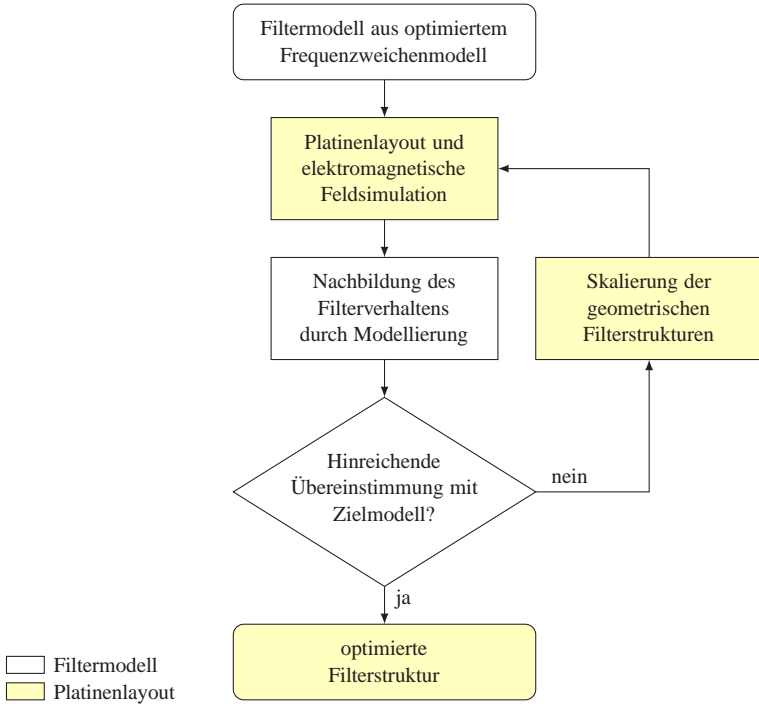 Filtermodell aus optimiertem
Frequenzweichenmodell
Platinenlayout und
elektromagnetische
Feldsimulation
Nachbildung des
Filterverhaltens
durch Modellierung
Skalierung der
geometrischen
Filterstrukturen
Hinreichende
Übereinstimmung mit
Zielmodell?
nein
ja
optimierte
Filterstruktur
Filtermodell
Platinenlayout